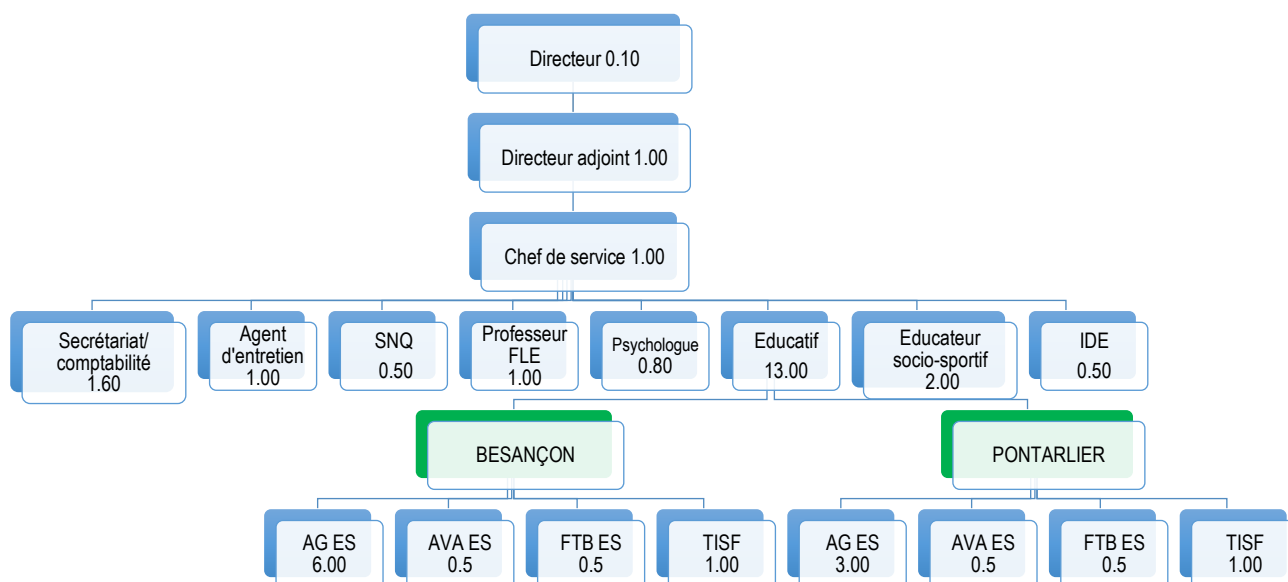 Directeur 0.10
Directeur adjoint 1.00
Chef de service 1.00
Secrétariat/
comptabilité
1.60
Agent
d'entretien
1.00
SNQ
0.50
Professeur
FLE
1.00
Psychologue
0.80
Educatif
13.00
Educateur
socio-sportif
2.00
IDE
0.50
BESANÇON
PONTARLIER
AG ES
6.00
AVA ES
0.5
FTB ES
0.5
TISF
1.00
AG ES
3.00
AVA ES
0.5
FTB ES
0.5
TISF
1.00